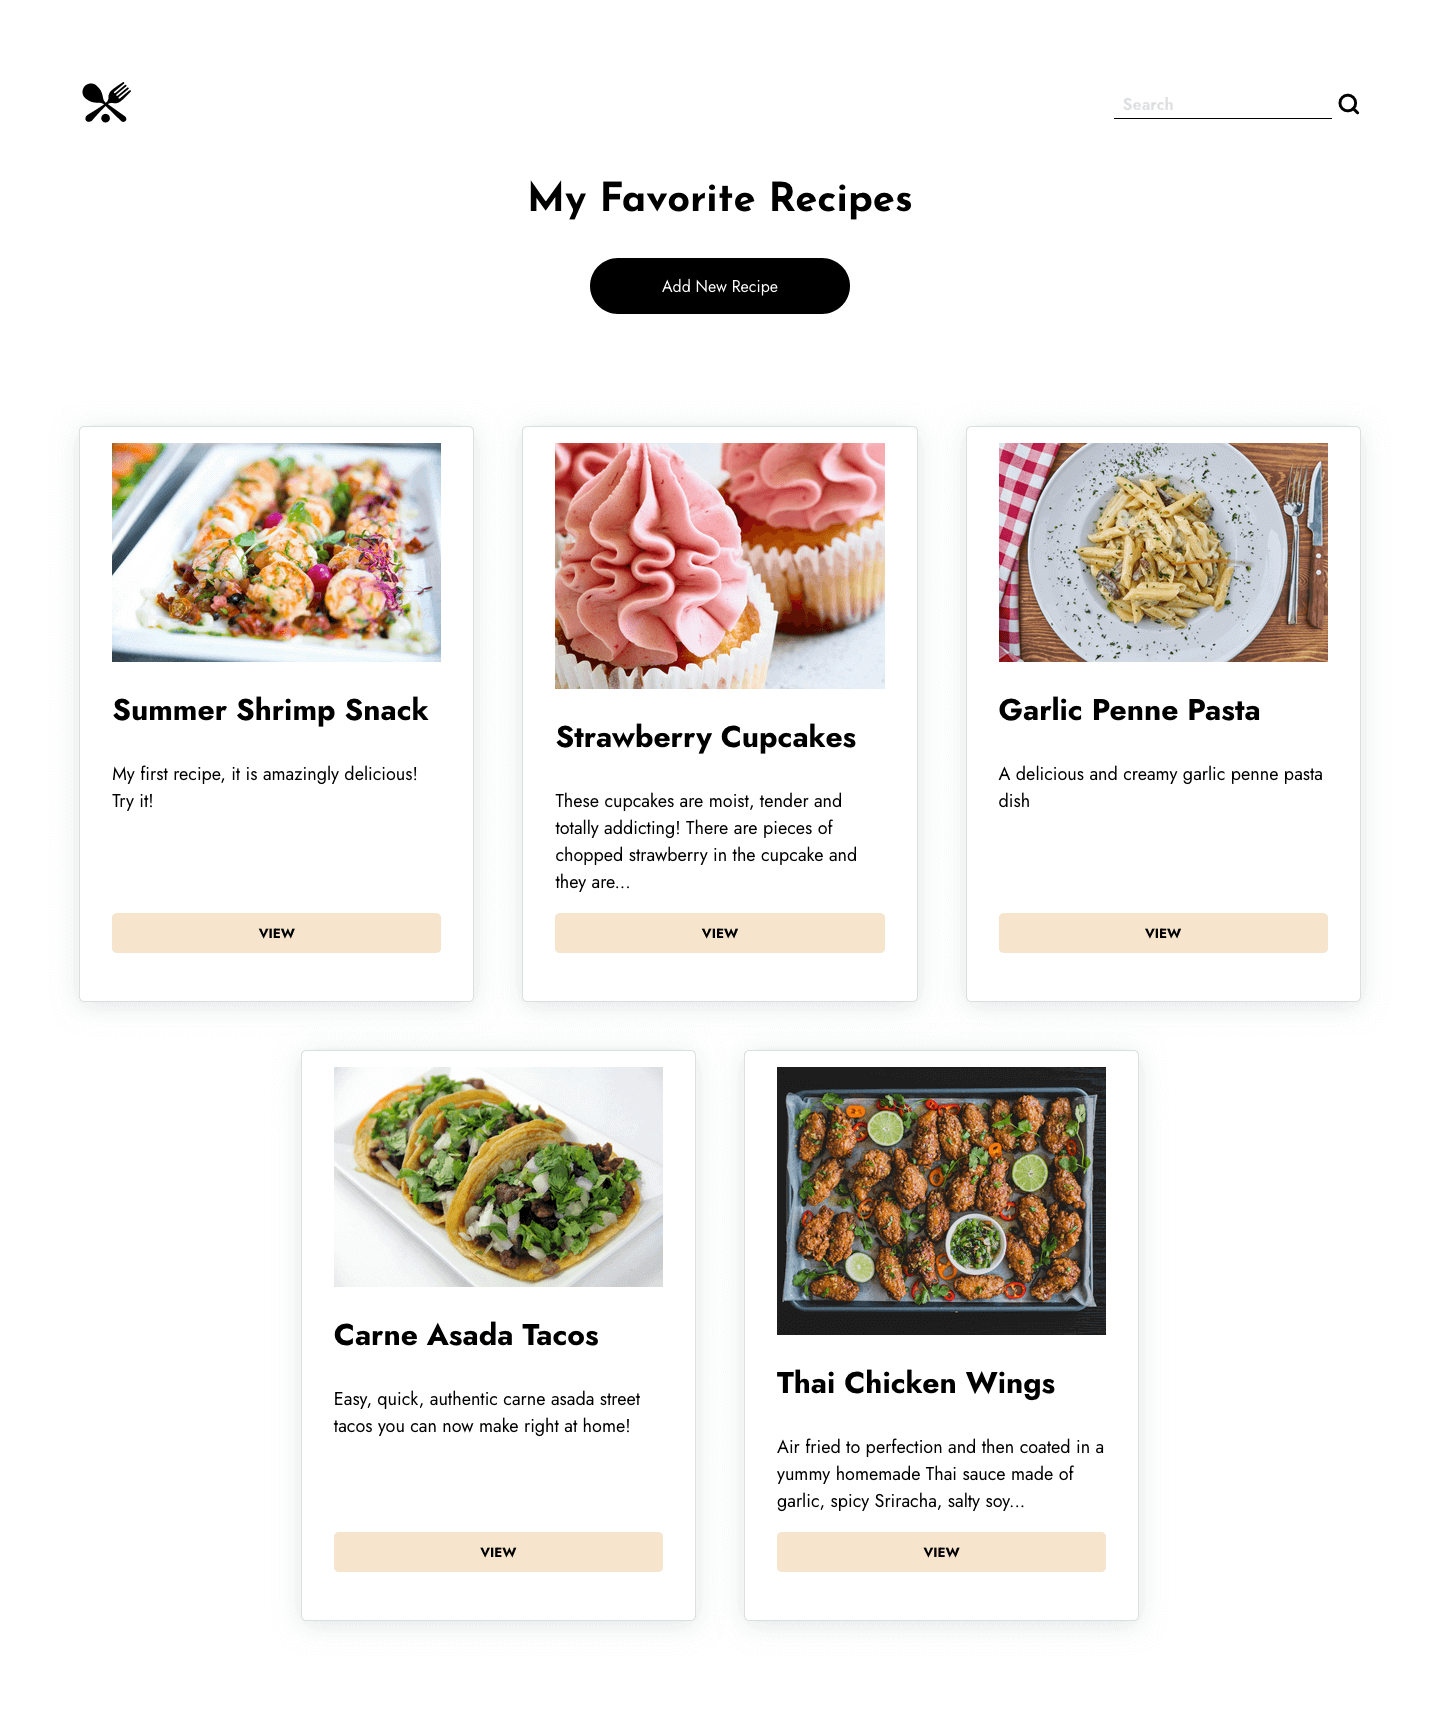 Search
My Favorite Recipes
Add New Recipe
Summer Shrimp Snack
My first recipe, it is amazingly delicious!
Try it!
VIEW
Strawberry Cupcakes
These cupcakes are moist, tender and
totally addicting! There are pieces of
chopped strawberry in the cupcake and
they are...
VIEW
Garlic Penne Pasta
A delicious and creamy garlic penne pasta
dish
VIEW
Carne Asada Tacos
Easy, quick, authentic carne asada street
tacos you can now make right at home!
VIEW
Thai Chicken Wings
Air fried to perfection and then coated in a
yummy homemade Thai sauce made of
garlic, spicy Sriracha, salty soy...
VIEW